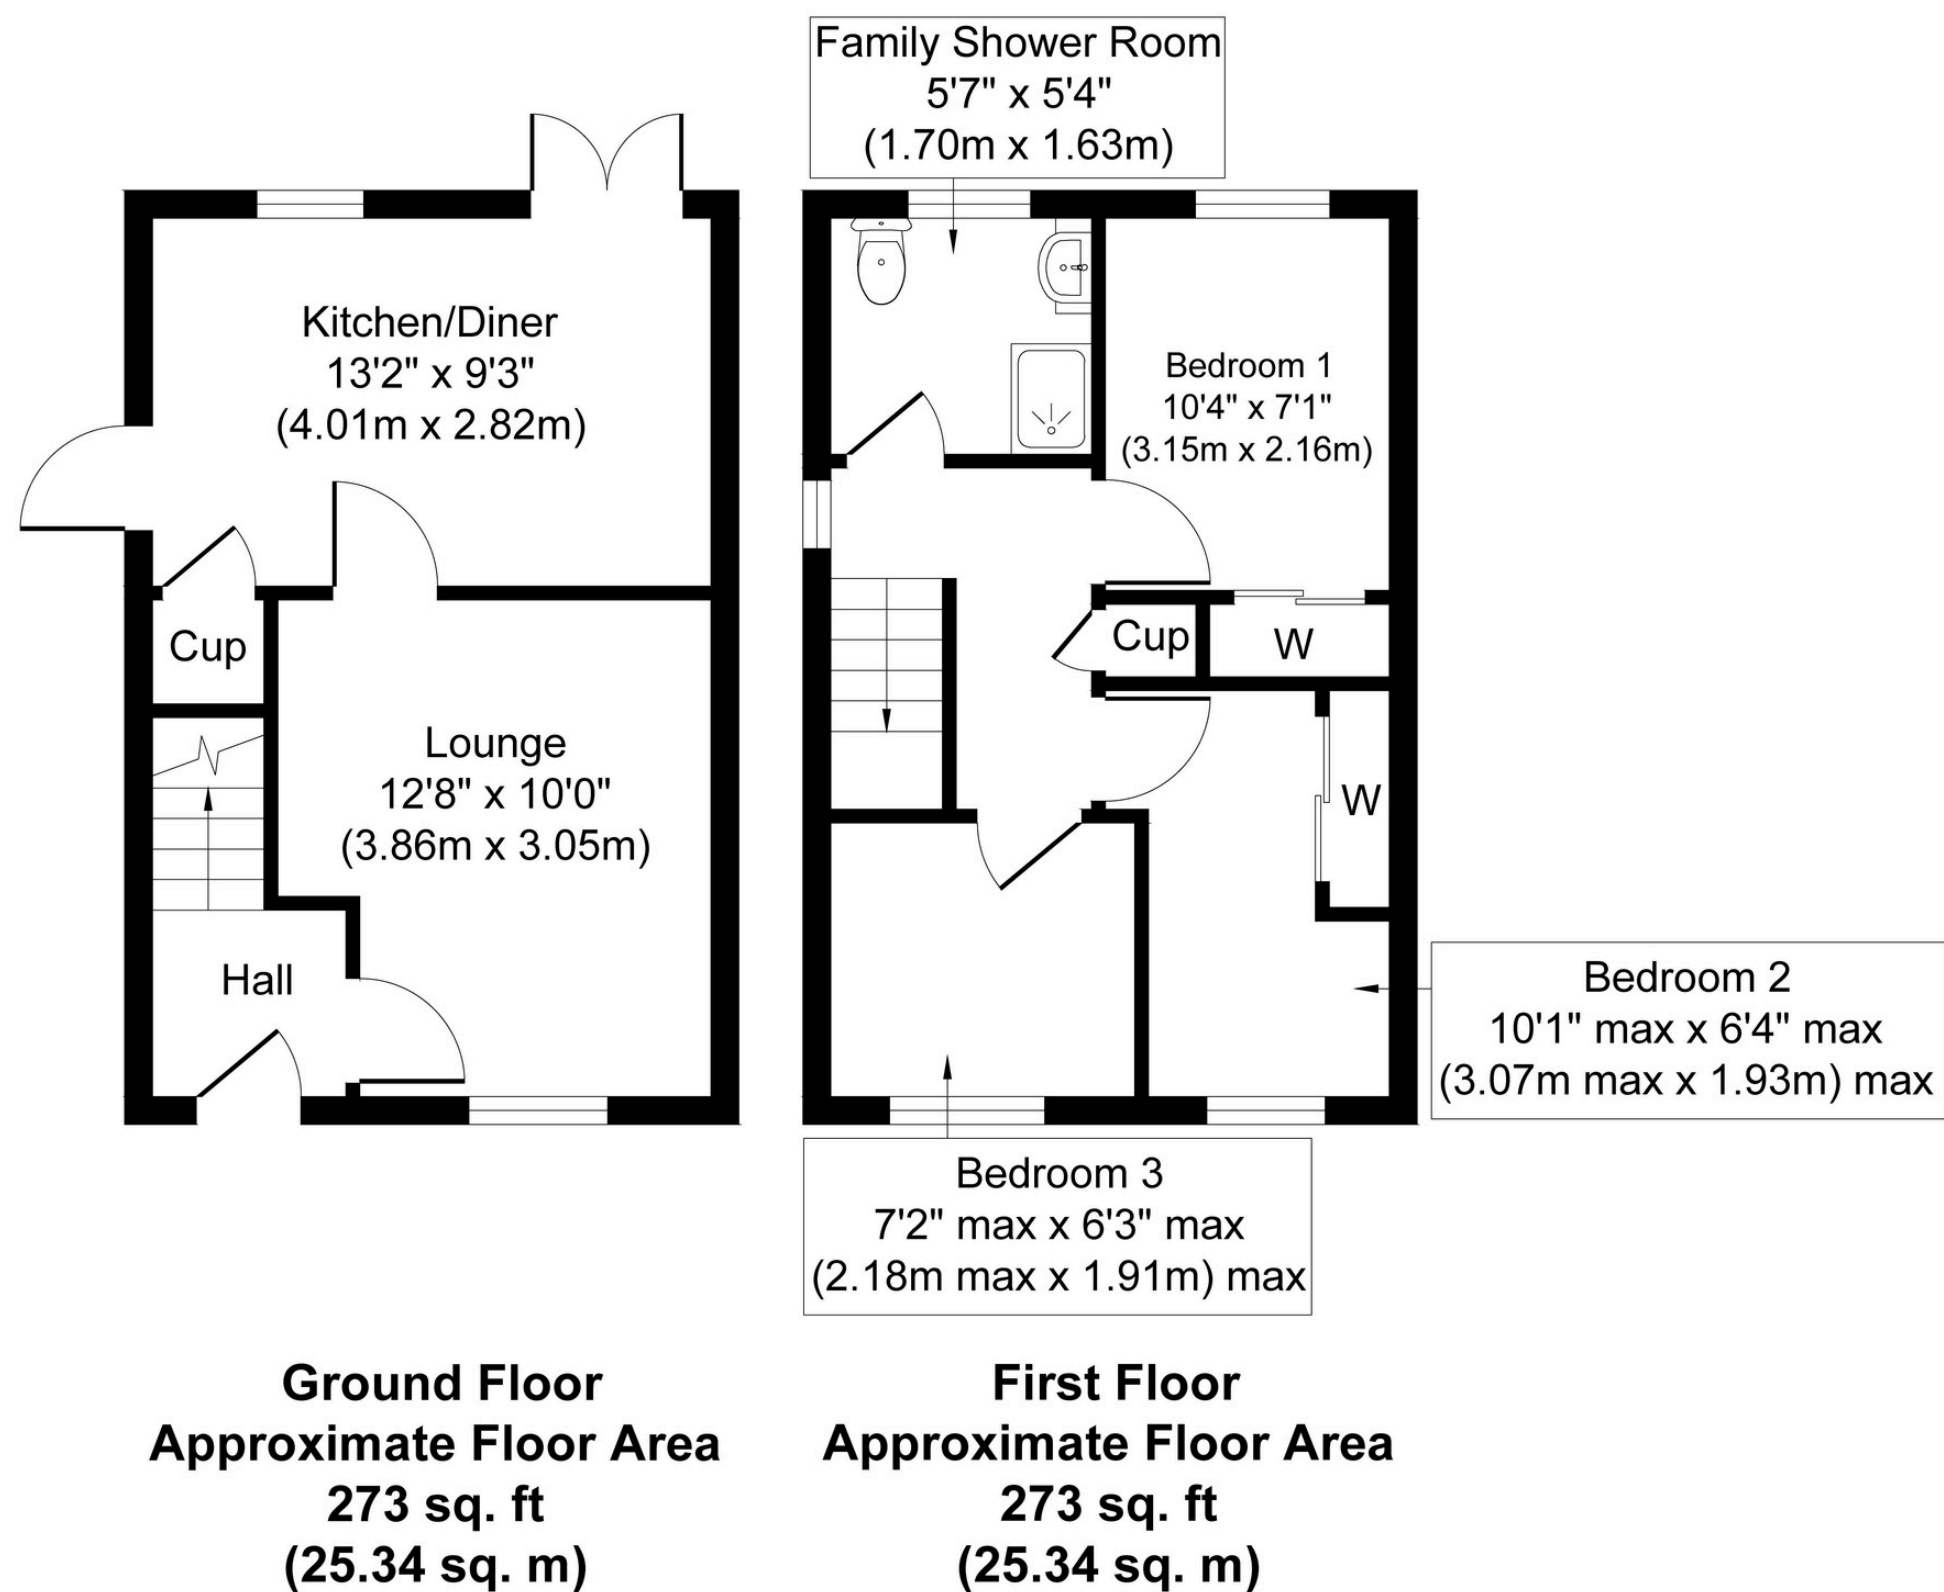 Family Shower Room
5'7" x 5'4"
(1.70m x 1.63m)
Kitchen/Diner
13'2" x 9'3"
(4.01m x 2.82m)
Bedroom 1
10'4" x 7'1"
(3.15m x 2.16m)
Cup
Cup
W
Lounge
12'8" x 10'0"
(3.86m x 3.05m)
W
Hall
Bedroom 2
10'1" max x 6'4" max
(3.07m max x 1.93m) max
Bedroom 3
7'2" max x 6'3" max
(2.18m max x 1.91m) max
Ground Floor
Approximate Floor Area
273 sq. ft
(25.34 sq. m)
First Floor
Approximate Floor Area
273 sq. ft
(25.34 sq. m)